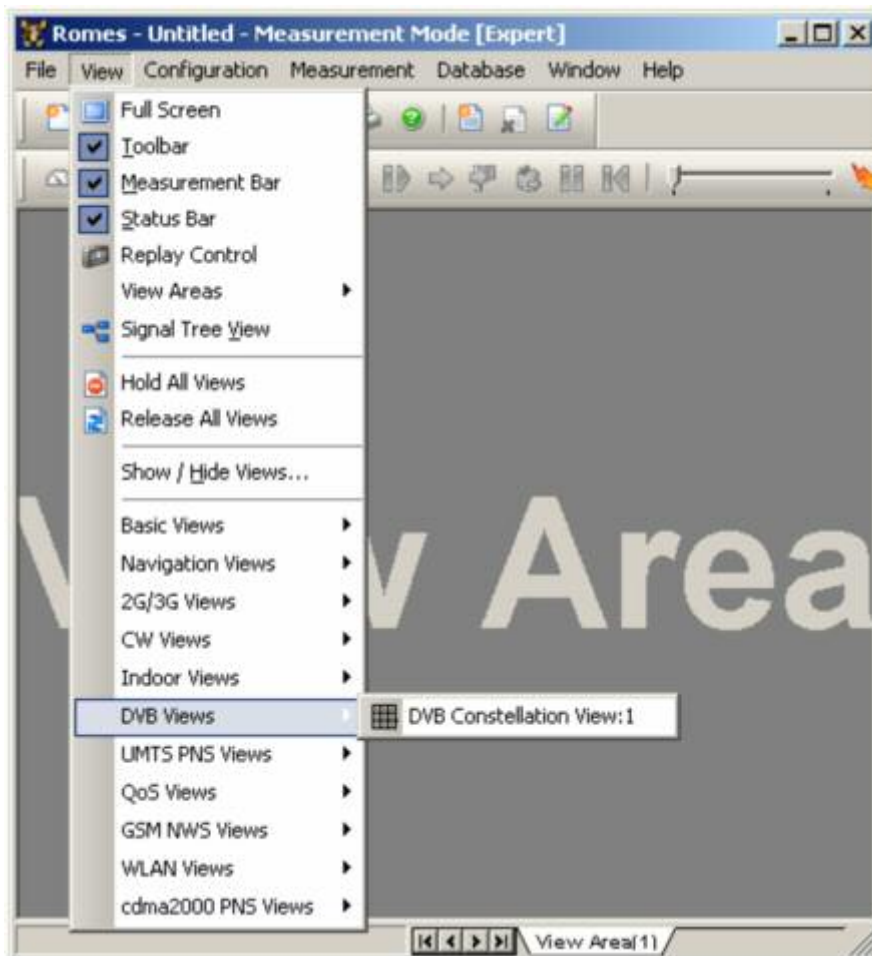 Romes - Untitled - Measurement Mode [Expert]
File View Configuration Measurement Database Window Help
Full Screen
Toolbar
Measurement Bar
Status Bar
Replay Control
View Areas
Signal Tree View
Hold All Views
Release All Views
Show / Hide Views...
Basic Views
Navigation Views
2G/3G Views
CW Views
Indoor Views
DVB Views
DVB Constellation View:1
UMTS PNS Views
QoS Views
GSM NWS Views
WLAN Views
cdma2000 PNS Views
Area
View Area(1)